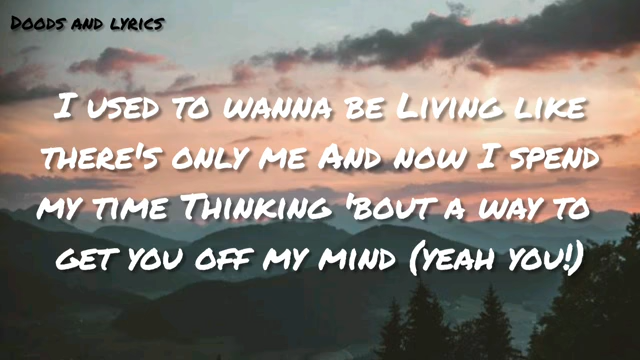 Doods and lyrics
I used to wanna be Living like
there's only me And now I spend
my time Thinking 'bout a way to
get you off my mind (yeah you!)